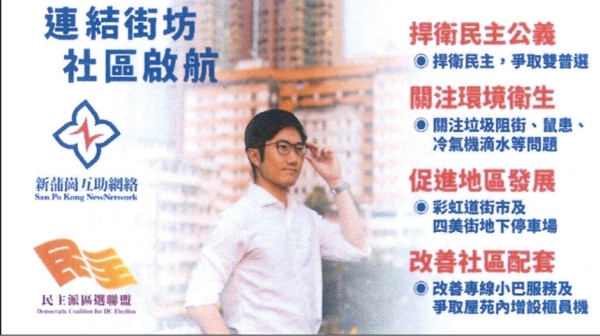 連結街坊
社區啟航
新蒲崗互助網絡
San Po Kong NewNetwork
民主
民主派區選聯盟
Democratic Coalition for DC Election
捍衛民主公義
◉ 捍衛民主，爭取雙普選
關注環境衛生
◉ 關注垃圾阻街、鼠患、
冷氣機滴水等問題
促進地區發展
◉ 彩虹道街市及
四美街地下停車場
改善社區配套
◉ 改善專線小巴服務及
爭取屋苑內增設櫃員機